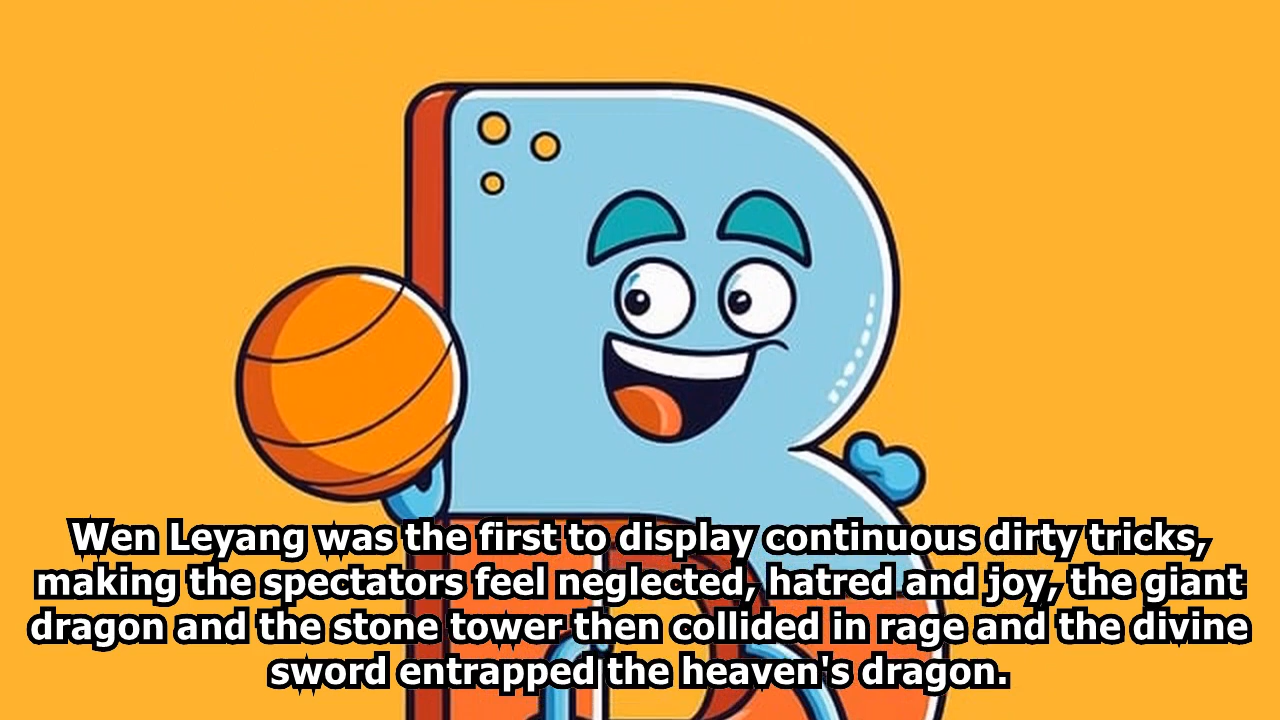 Wen Leyang was the first to display continuous dirty tricks,
making the spectators feel neglected, hatred and joy, the giant
dragon and the stone tower then collided in rage and the divine
sword entrapped the heaven's dragon.